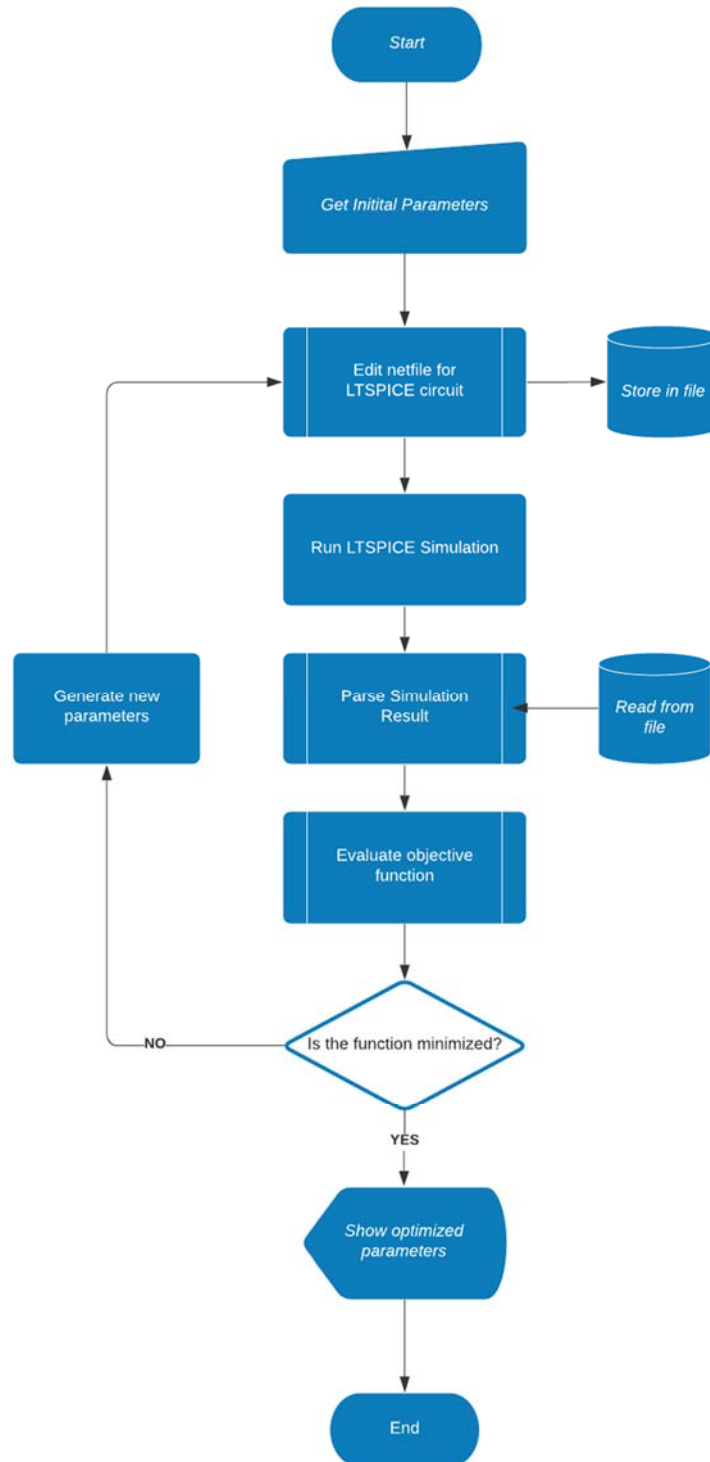 Start
Get Initital Parameters
Edit netfile for
LTSPICE circuit
Store in file
Run LTSPICE Simulation
Generate new
parameters
Parse Simulation
Result
Read from
file
Evaluate objective
function
Is the function minimized?
NO
YES
Show optimized
parameters
End